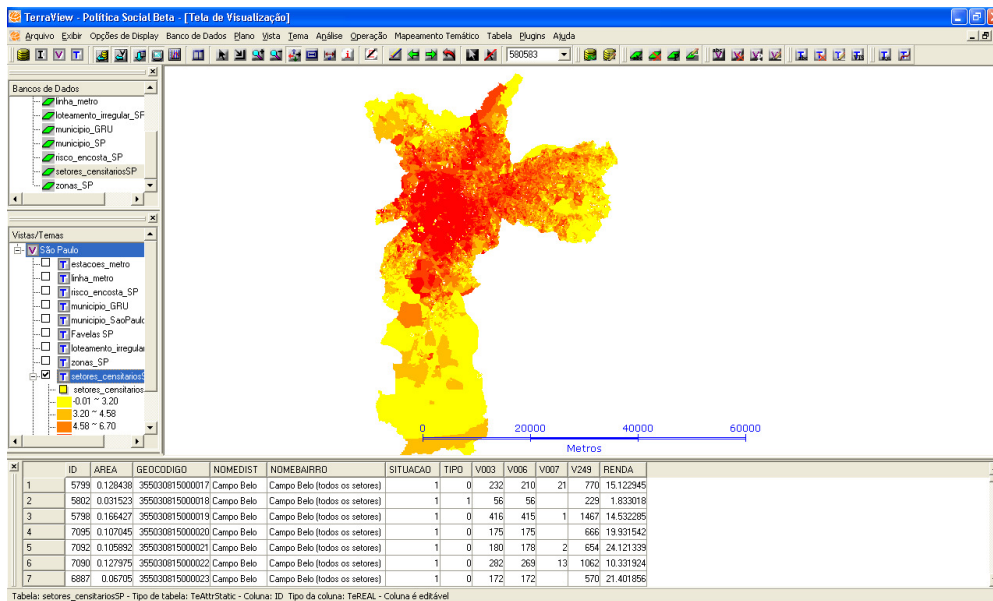 TerraView - Política Social Beta - [Tela de Visualização]
Arquivo Exibir Opções de Display Banco de Dados Plano Vista Tema Análise Operação Mapeamento Temático Tabela Plugins Ajuda
580583
Bancos de Dados
linha_metro
loteamento_irregular_SP
municipio_GRU
municipio_SP
risco_encosta_SP
setores_censitariosSP
zonas_SP
Vistas/Temas
São Paulo
estacoes_metro
linha_metro
risco_encosta_SP
municipio_GRU
municipio_SaoPaulo
Favelas SP
loteamento_irregular
zonas_SP
setores_censitariosS
setores_censitarios
-0.01 ~ 3.20
3.20 ~ 4.58
4.58 ~ 6.70
0 20000 40000 60000
Metros
ID AREA GEOCODIGO NOMEDIST NOMEBAIRRO SITUACAO TIPO V003 V006 V007 V249 RENDA
1 5799 0.128438 355030815000017 Campo Belo Campo Belo (todos os setores) 1 0 232 210 21 770 15.122945
2 5802 0.031523 355030815000018 Campo Belo Campo Belo (todos os setores) 1 1 56 56 229 1.833018
3 5798 0.166427 355030815000019 Campo Belo Campo Belo (todos os setores) 1 0 416 415 1 1467 14.532285
4 7095 0.107045 355030815000020 Campo Belo Campo Belo (todos os setores) 1 0 175 175 666 19.931542
5 7092 0.105892 355030815000021 Campo Belo Campo Belo (todos os setores) 1 0 180 178 2 654 24.121339
6 7090 0.127975 355030815000022 Campo Belo Campo Belo (todos os setores) 1 0 282 269 13 1062 10.331924
7 6887 0.06705 355030815000023 Campo Belo Campo Belo (todos os setores) 1 0 172 172 570 21.401856
Tabela: setores_censitariosSP - Tipo de tabela: TeAttrStatic - Coluna: ID Tipo da coluna: TeREAL - Coluna é editável